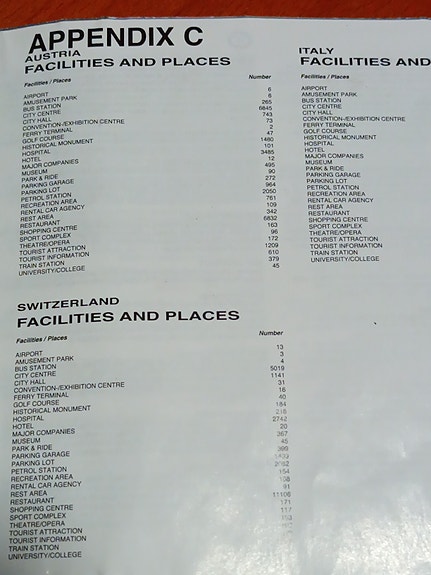 APPENDIX C
AUSTRIA
FACILITIES AND PLACES
Facilities / Places Number
AIRPORT 6
AMUSEMENT PARK 6
BUS STATION 265
CITY CENTRE 6845
CITY HALL 743
CONVENTION-/EXHIBITION CENTRE 73
FERRY TERMINAL 2
GOLF COURSE 47
HISTORICAL MONUMENT 1460
HOSPITAL 101
HOTEL 3485
MAJOR COMPANIES 12
MUSEUM 495
PARK & RIDE 90
PARKING GARAGE 272
PARKING LOT 964
PETROL STATION 2050
RECREATION AREA 761
RENTAL CAR AGENCY 109
REST AREA 342
RESTAURANT 6832
SHOPPING CENTRE 163
SPORT COMPLEX 96
THEATRE/OPERA 172
TOURIST ATTRACTION 1209
TOURIST INFORMATION 610
TRAIN STATION 379
UNIVERSITY/COLLEGE 45
ITALY
FACILITIES AND
Facilities / Places
AIRPORT
AMUSEMENT PARK
BUS STATION
CITY CENTRE
CITY HALL
CONVENTION-/EXHIBITION CENTRE
FERRY TERMINAL
GOLF COURSE
HISTORICAL MONUMENT
HOSPITAL
HOTEL
MAJOR COMPANIES
MUSEUM
PARK & RIDE
PARKING GARAGE
PARKING LOT
PETROL STATION
RECREATION AREA
RENTAL CAR AGENCY
REST AREA
RESTAURANT
SHOPPING CENTRE
SPORT COMPLEX
THEATRE/OPERA
TOURIST ATTRACTION
TOURIST INFORMATION
TRAIN STATION
UNIVERSITY/COLLEGE
SWITZERLAND
FACILITIES AND PLACES
Facilities / Places Number
AIRPORT 13
AMUSEMENT PARK 3
BUS STATION 4
CITY CENTRE 5019
CITY HALL 1141
CONVENTION-/EXHIBITION CENTRE 31
FERRY TERMINAL 18
GOLF COURSE 40
HISTORICAL MONUMENT 184
HOSPITAL
HOTEL 2742
MAJOR COMPANIES 20
MUSEUM 367
PARK & RIDE 45
PARKING GARAGE
PARKING LOT
PETROL STATION
RECREATION AREA 154
RENTAL CAR AGENCY
REST AREA 91
RESTAURANT 11106
SHOPPING CENTRE 171
SPORT COMPLEX 117
THEATRE/OPERA
TOURIST ATTRACTION
TOURIST INFORMATION
TRAIN STATION
UNIVERSITY/COLLEGE